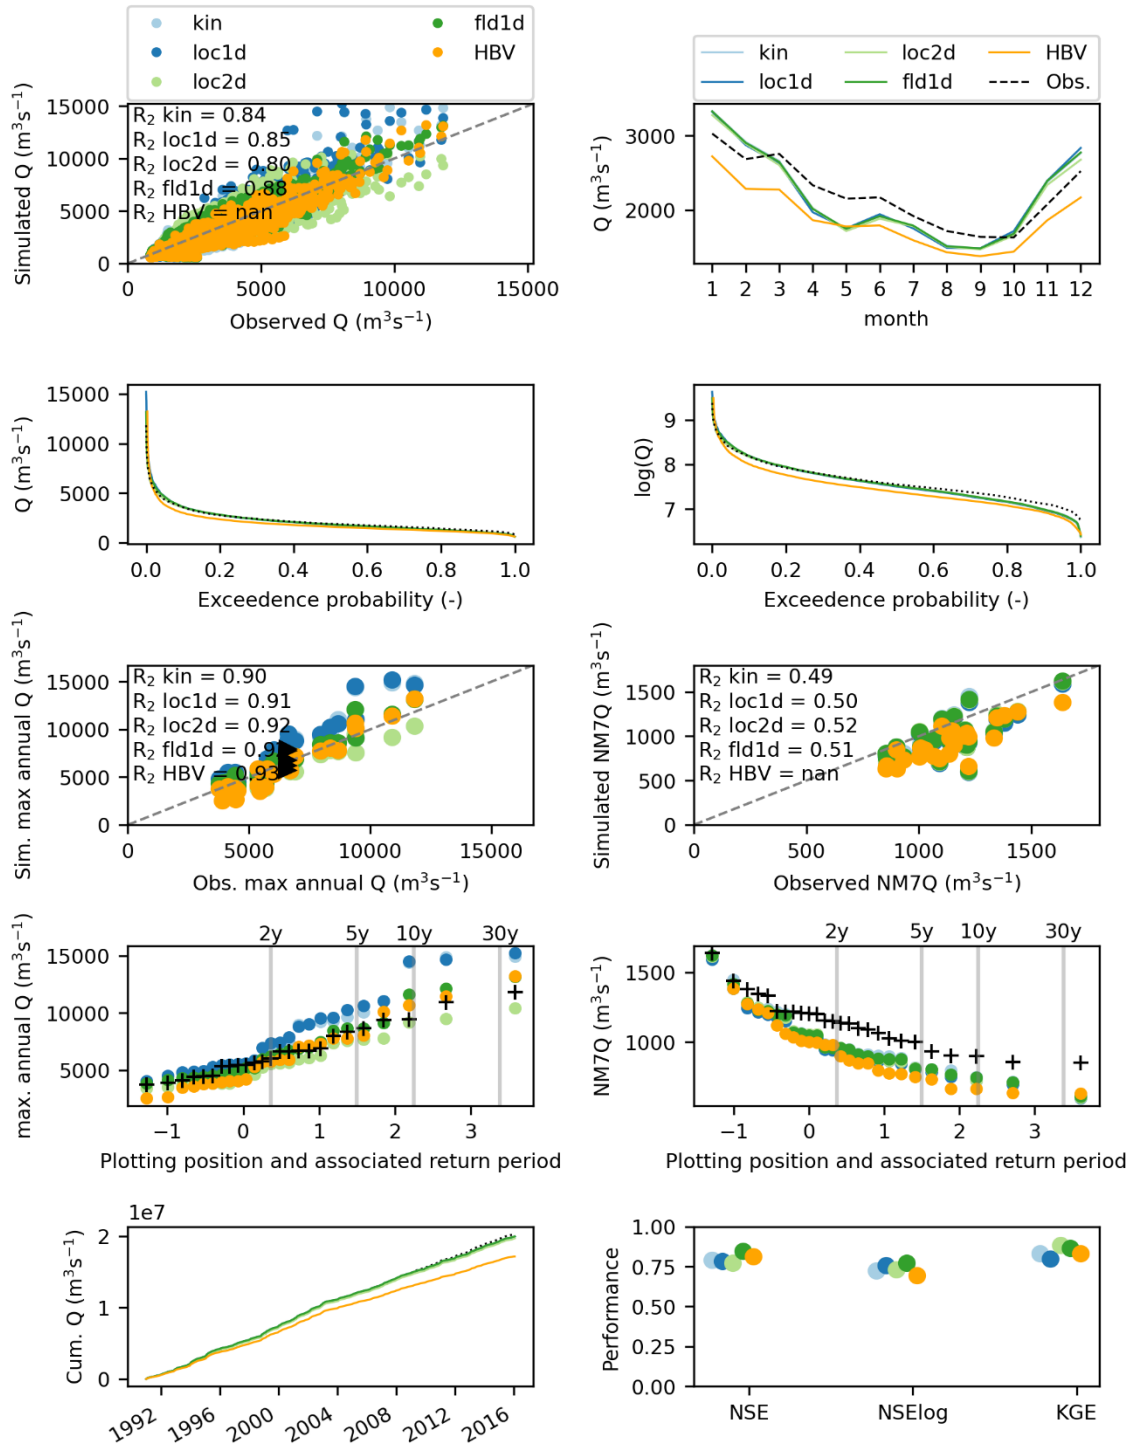 kin
loc1d
loc2d
fld1d
HBV
kin
loc1d
loc2d
fld1d
HBV
Obs.
Simulated Q (m³s⁻¹)
15000
10000
5000
0
R₂ kin = 0.84
R₂ loc1d = 0.85
R₂ loc2d = 0.80
R₂ fld1d = 0.88
R₂ HBV = nan
0 5000 10000 15000
Observed Q (m³s⁻¹)
Q (m³s⁻¹)
3000
2000
1 2 3 4 5 6 7 8 9 10 11 12
month
Q (m³s⁻¹)
15000
10000
5000
0
0.0 0.2 0.4 0.6 0.8 1.0
Exceedence probability (-)
log(Q)
9
8
7
0.0 0.2 0.4 0.6 0.8 1.0
Exceedence probability (-)
Sim. max annual Q (m³s⁻¹)
15000
10000
5000
0
R₂ kin = 0.90
R₂ loc1d = 0.91
R₂ loc2d = 0.92
R₂ fld1d =
R₂ HBV = 0.93
0 5000 10000 15000
Obs. max annual Q (m³s⁻¹)
Simulated NM7Q (m³s⁻¹)
1500
1000
500
0
R₂ kin = 0.49
R₂ loc1d = 0.50
R₂ loc2d = 0.52
R₂ fld1d = 0.51
R₂ HBV = nan
0 500 1000 1500
Observed NM7Q (m³s⁻¹)
max. annual Q (m³s⁻¹)
2y 5y 10y 30y
15000
10000
5000
−1 0 1 2 3
Plotting position and associated return period
NM7Q (m³s⁻¹)
2y 5y 10y 30y
1500
1000
−1 0 1 2 3
Plotting position and associated return period
1e7
Cum. Q (m³s⁻¹)
2
1
0
1992 1996 2000 2004 2008 2012 2016
Performance
1.00
0.75
0.50
0.25
0.00
NSE NSElog KGE